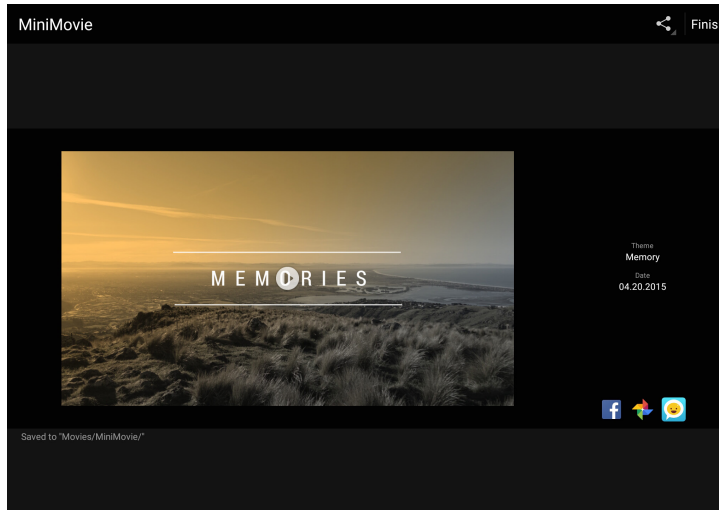 MiniMovie
Finis
MEMORIES
Theme
Memory
Date
04.20.2015
Saved to "Movies/MiniMovie/"